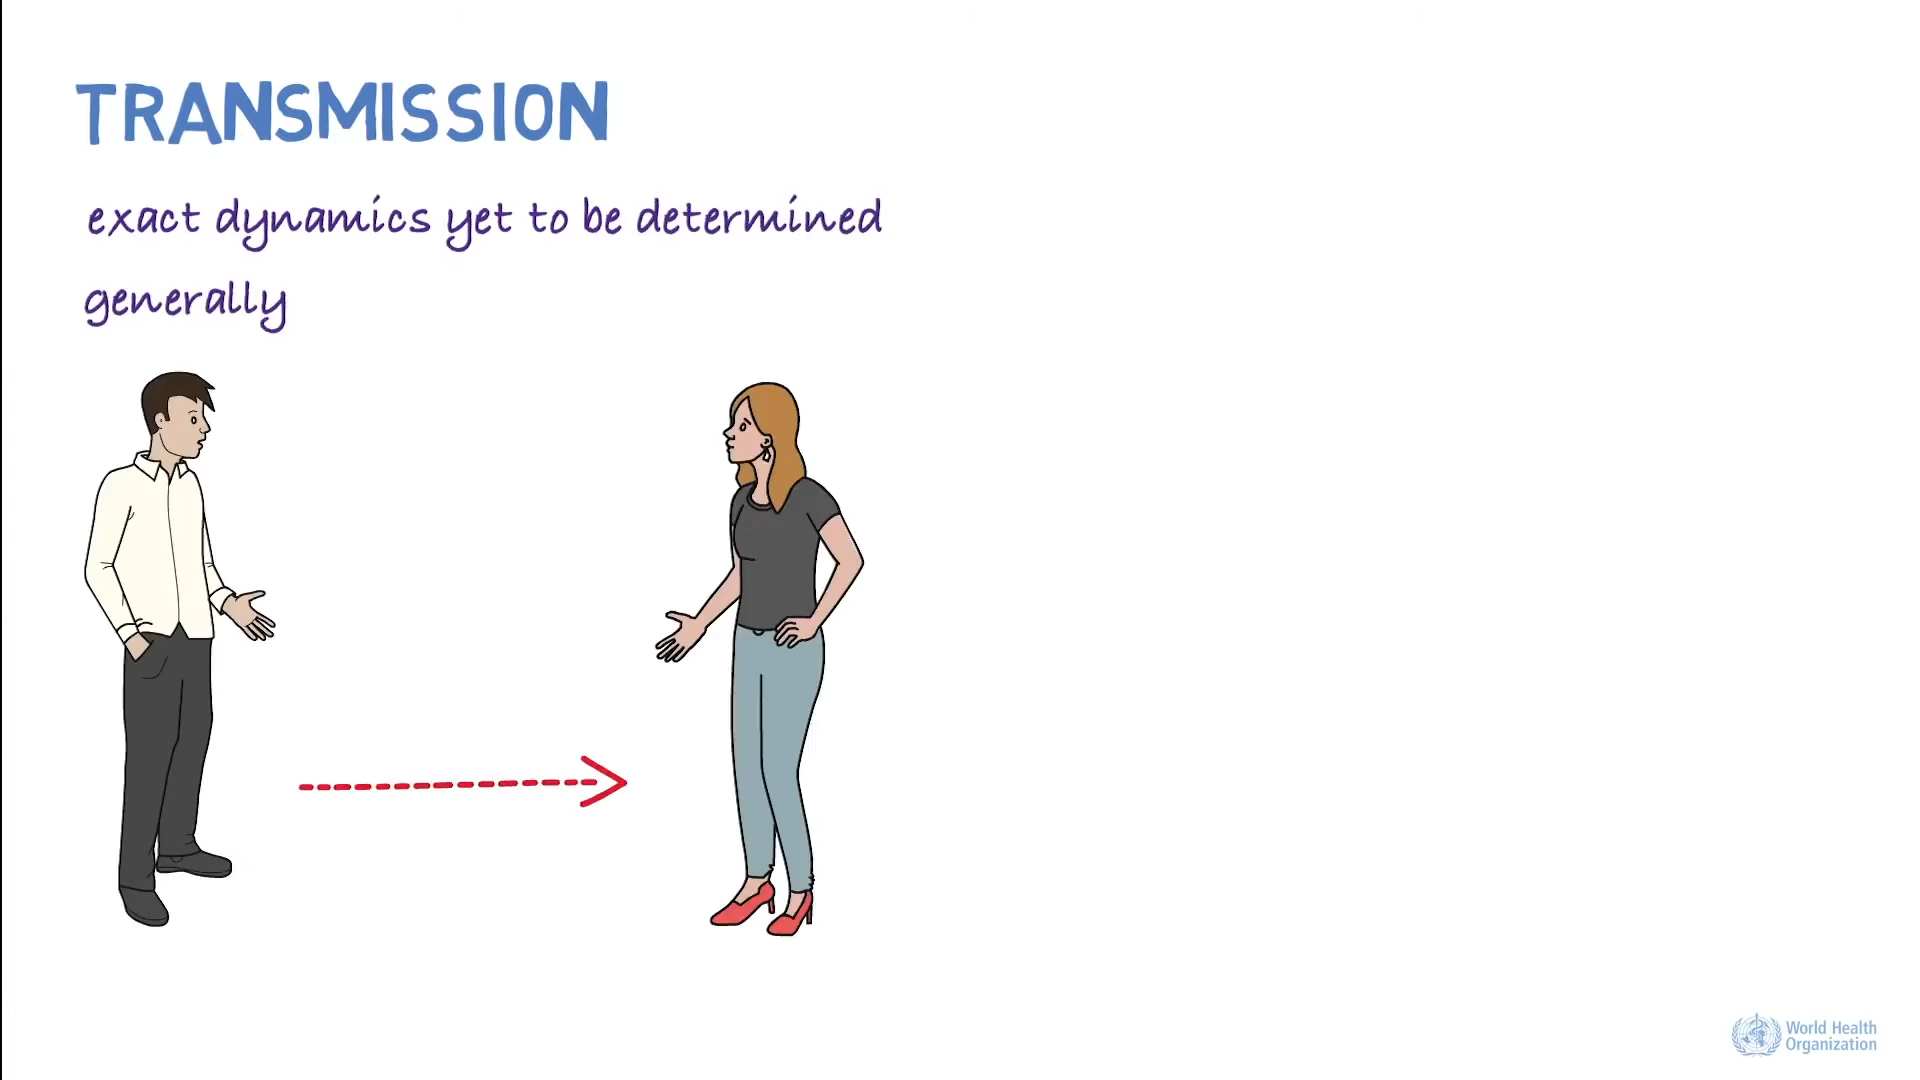 TRANSMISSION
exact dynamics yet to be determined
generally
World Health
Organization